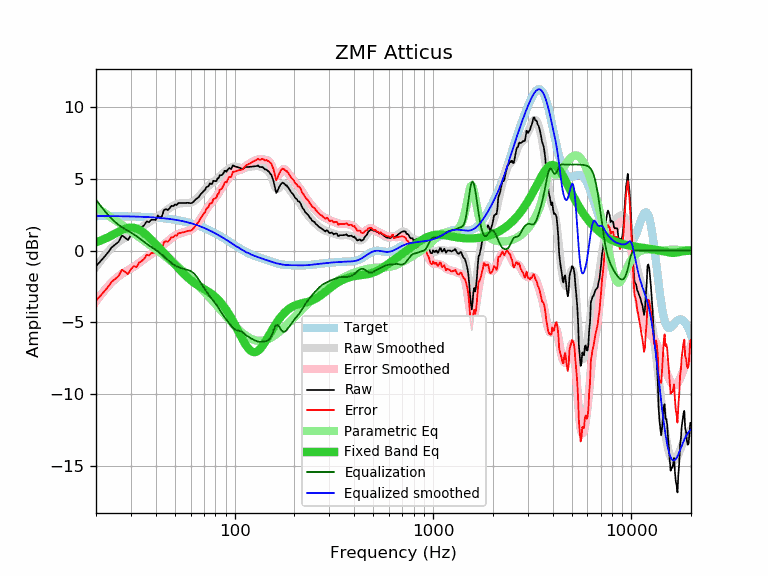 ZMF Atticus
Amplitude (dBr)
10
5
0
−5
−10
−15
Target
Raw Smoothed
Error Smoothed
Raw
Error
Parametric Eq
Fixed Band Eq
Equalization
Equalized smoothed
100
1000
10000
Frequency (Hz)